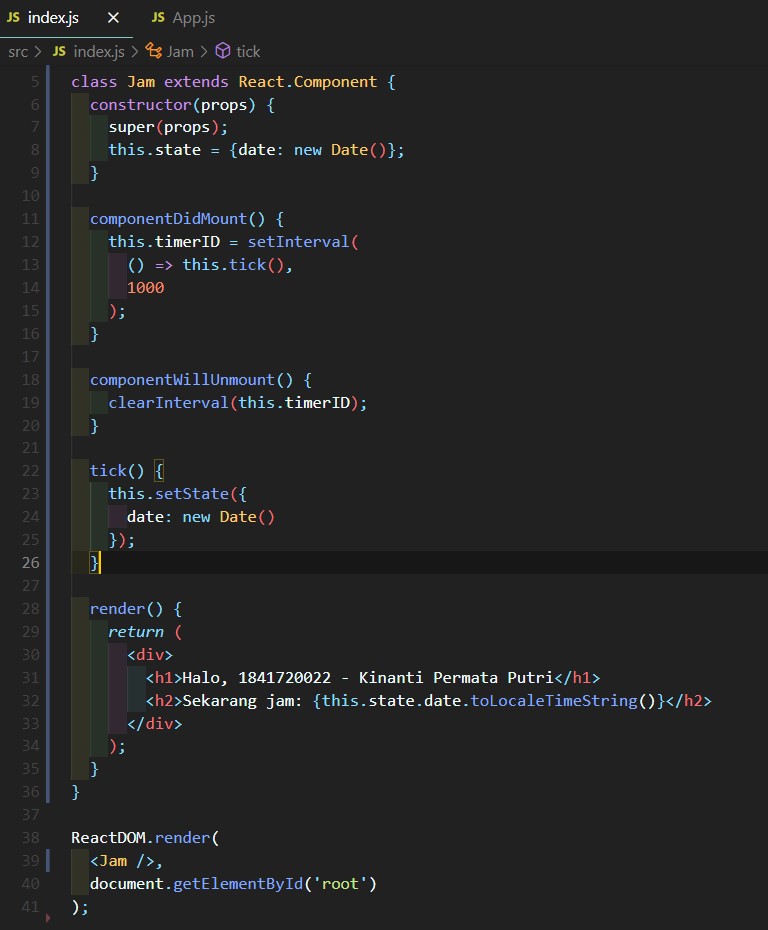 JS index.js × JS App.js
src > JS index.js > Jam > tick
5 class Jam extends React.Component {
6 constructor(props) {
7 super(props);
8 this.state = {date: new Date()};
9 }
10
11 componentDidMount() {
12 this.timerID = setInterval(
13 () => this.tick(),
14 1000
15 );
16 }
17
18 componentWillUnmount() {
19 clearInterval(this.timerID);
20 }
21
22 tick() {
23 this.setState({
24 date: new Date()
25 });
26 }
27
28 render() {
29 return (
30 <div>
31 <h1>Halo, 1841720022 - Kinanti Permata Putri</h1>
32 <h2>Sekarang jam: {this.state.date.toLocaleTimeString()}</h2>
33 </div>
34 );
35 }
36 }
37
38 ReactDOM.render(
39 <Jam />,
40 document.getElementById('root')
41 );